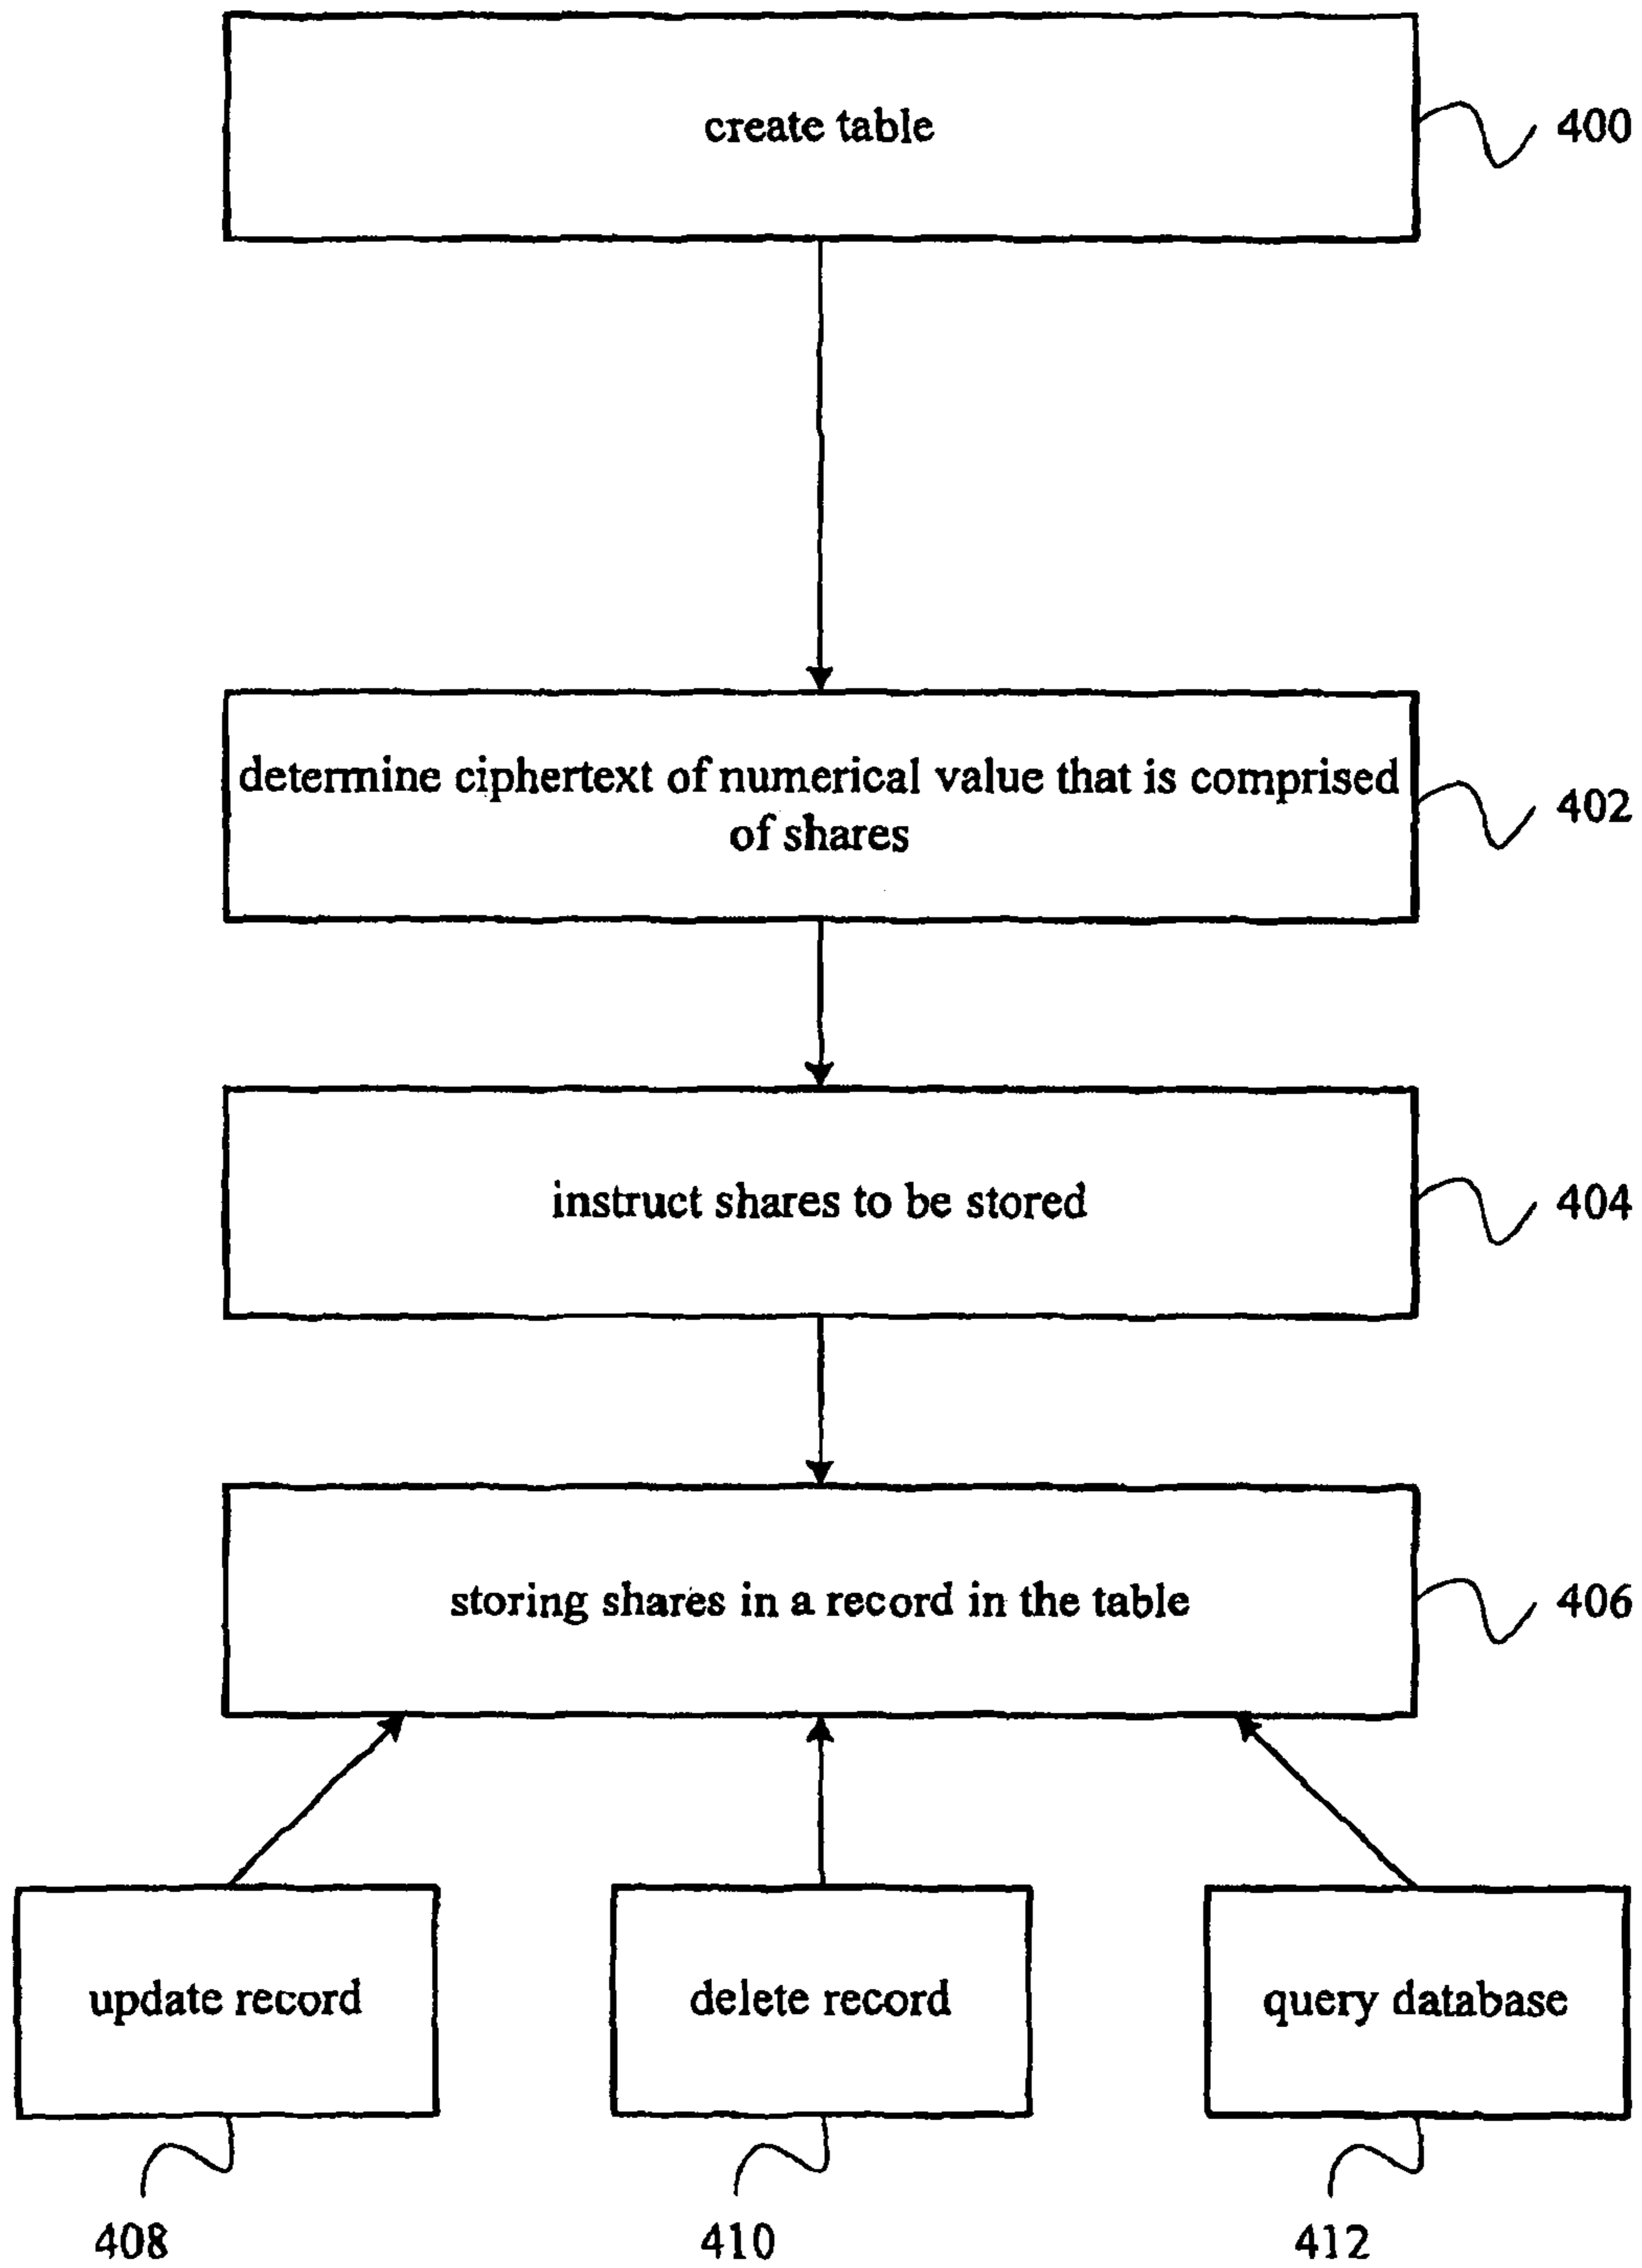 create table
400
determine ciphertext of numerical value that is comprised
of shares
402
instruct shares to be stored
404
storing shares in a record in the table
406
update record
delete record
query database
408
410
412